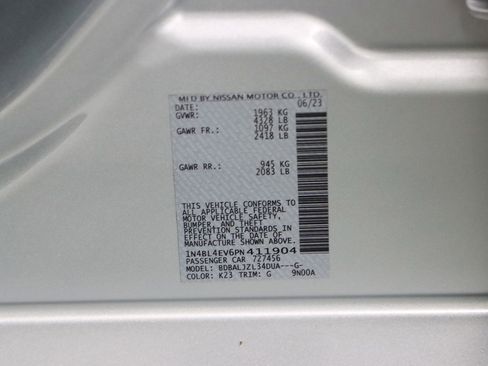 MFD BY NISSAN MOTOR CO., LTD.
DATE: 06/23
GVWR: 1963 KG
4328 LB
GAWR FR.: 1097 KG
2418 LB
GAWR RR.: 945 KG
2083 LB
THIS VEHICLE CONFORMS TO
ALL APPLICABLE FEDERAL
MOTOR VEHICLE SAFETY,
BUMPER, AND THEFT
PREVENTION STANDARDS IN
EFFECT ON THE DATE OF
MANUFACTURE SHOWN ABOVE.
1N4BL4EV6PN411904
PASSENGER CAR 727456
MODEL: BDBALJZL34DUA---G-
COLOR: K23 TRIM: G 9N00A